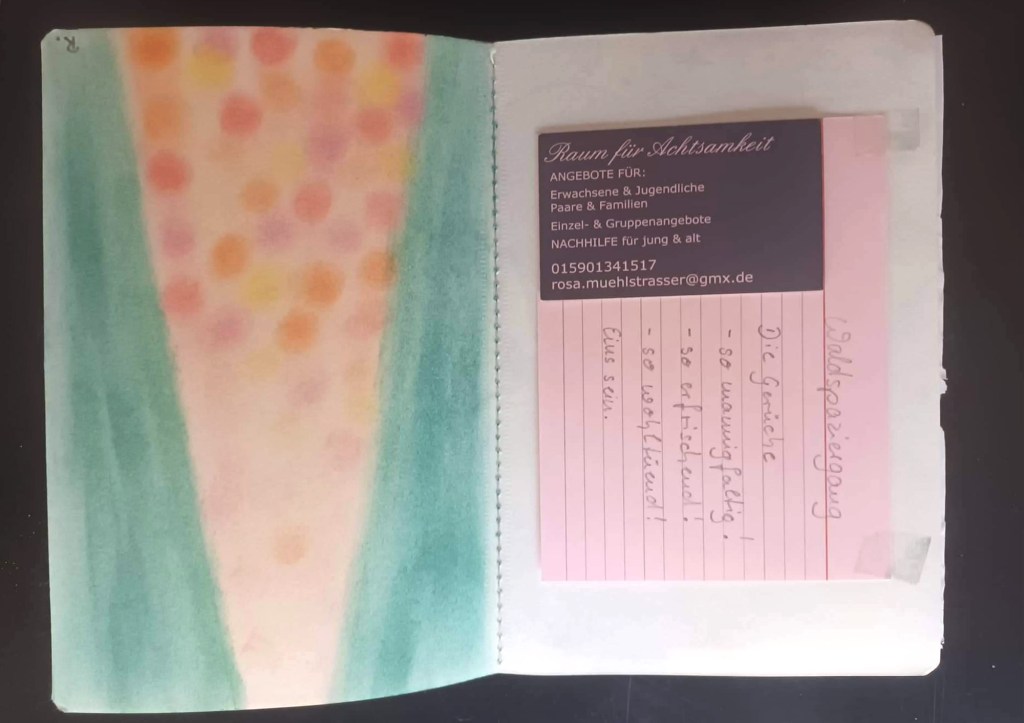 R.
Raum für Achtsamkeit
ANGEBOTE FÜR:
Erwachsene & Jugendliche
Paare & Familien
Einzel- & Gruppenangebote
NACHHILFE für jung & alt
015901341517
rosa.muehlstrasser@gmx.de
Waldspaziergang
Die Gerüche
- so mannigfaltig!
- so erfrischend!
- so wohltüend!
Eins sein.